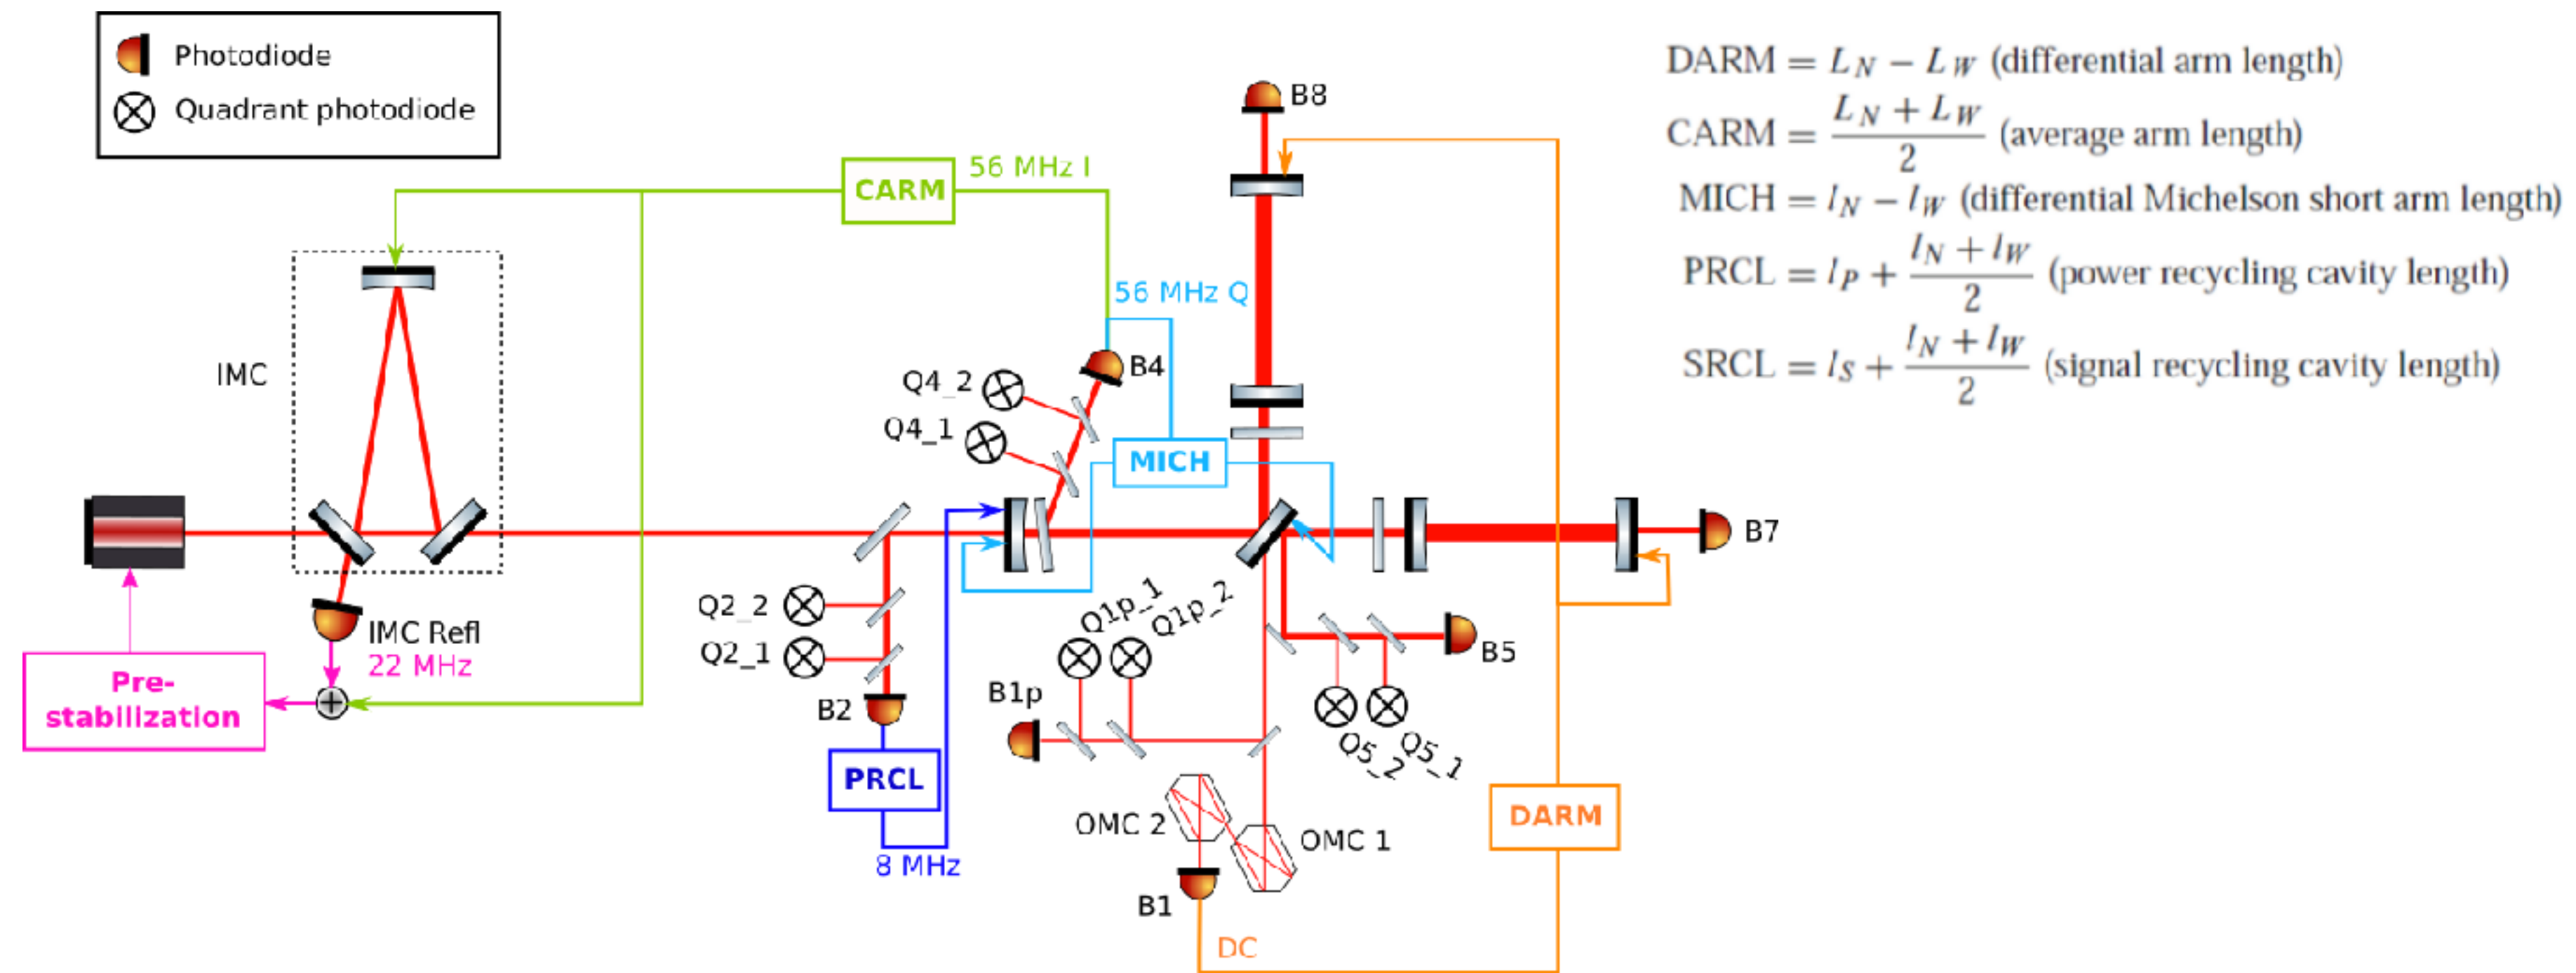 Photodiode
Quadrant photodiode
DARM = L_N − L_W (differential arm length)
CARM = (L_N + L_W)/2 (average arm length)
MICH = l_N − l_W (differential Michelson short arm length)
PRCL = l_P + (l_N + l_W)/2 (power recycling cavity length)
SRCL = l_S + (l_N + l_W)/2 (signal recycling cavity length)
B8
CARM
56 MHz I
56 MHz Q
IMC
B4
Q4_2
Q4_1
MICH
B7
IMC Refl
22 MHz
Pre-
stabilization
Q2_2
Q2_1
B2
PRCL
8 MHz
Q1p_1
Q1p_2
B1p
B5
Q5_2
Q5_1
OMC 2
OMC 1
B1
DARM
DC